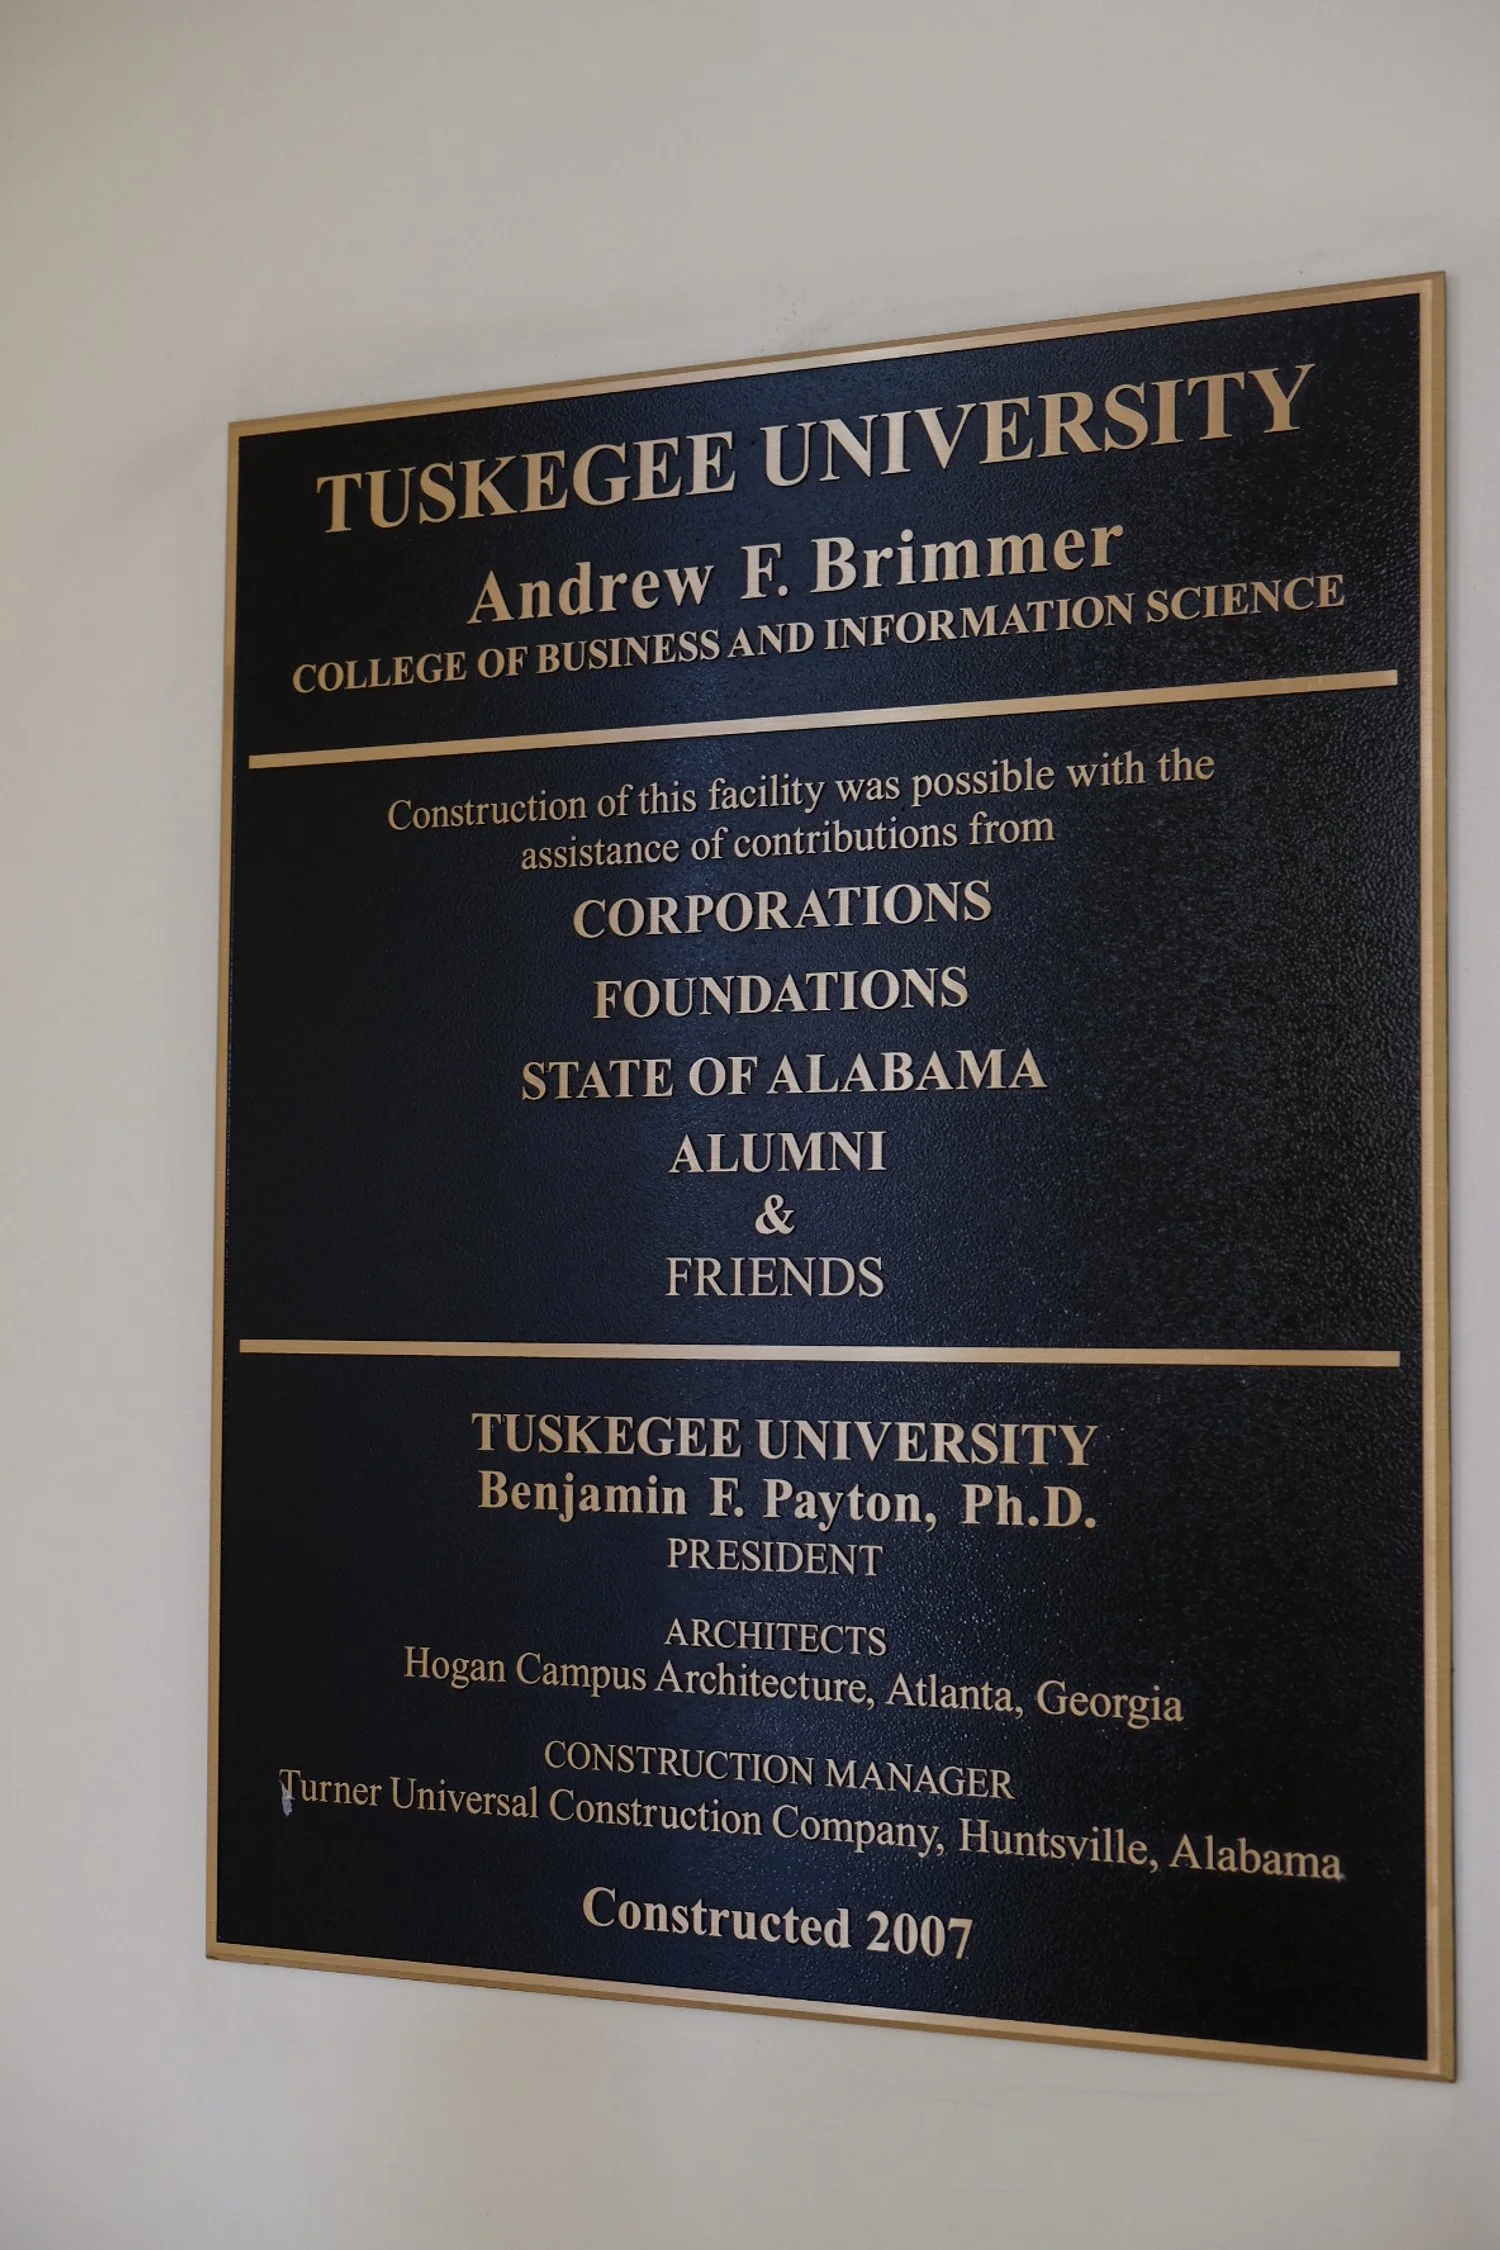 TUSKEGEE UNIVERSITY
Andrew F. Brimmer
COLLEGE OF BUSINESS AND INFORMATION SCIENCE
Construction of this facility was possible with the
assistance of contributions from
CORPORATIONS
FOUNDATIONS
STATE OF ALABAMA
ALUMNI
&
FRIENDS
TUSKEGEE UNIVERSITY
Benjamin F. Payton, Ph.D.
PRESIDENT
ARCHITECTS
Hogan Campus Architecture, Atlanta, Georgia
CONSTRUCTION MANAGER
Turner Universal Construction Company, Huntsville, Alabama
Constructed 2007